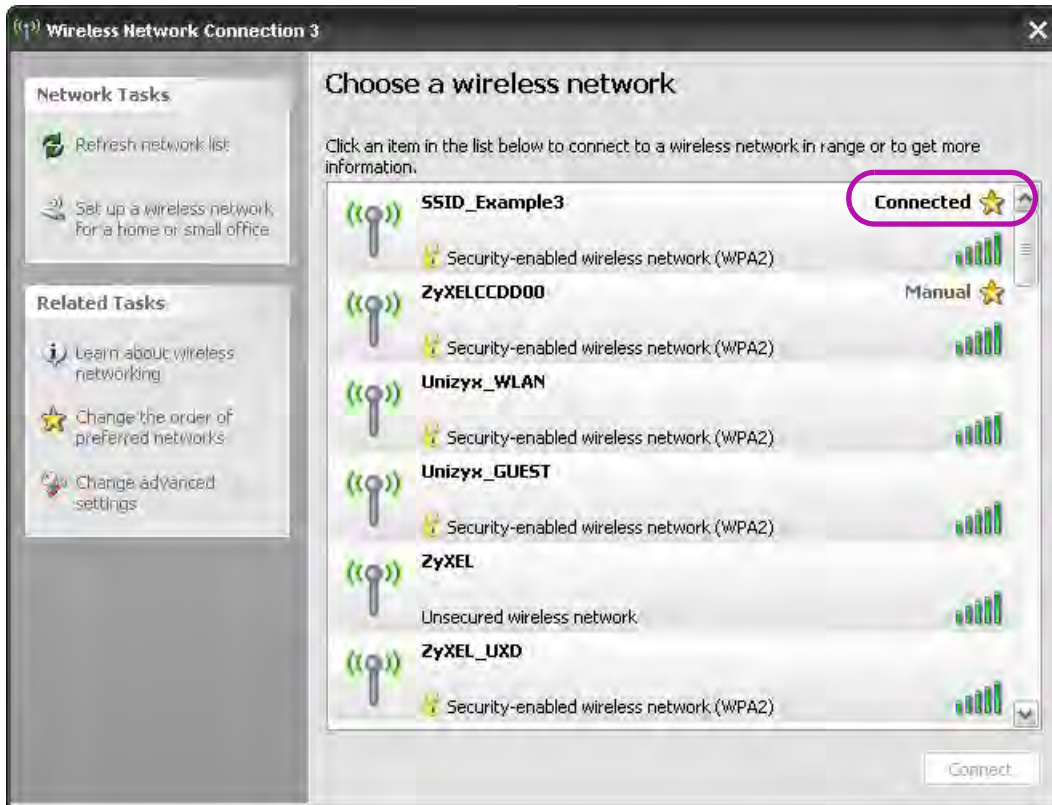 Wireless Network Connection 3
Network Tasks
Refresh network list
Set up a wireless network
for a home or small office
Related Tasks
Learn about wireless
networking
Change the order of
preferred networks
Change advanced
settings
Choose a wireless network
Click an item in the list below to connect to a wireless network in range or to get more
information.
SSID_Example3 Connected
Security-enabled wireless network (WPA2)
ZyXELCCDD00 Manual
Security-enabled wireless network (WPA2)
Unizyx_WLAN
Security-enabled wireless network (WPA2)
Unizyx_GUEST
Security-enabled wireless network (WPA2)
ZyXEL
Unsecured wireless network
ZyXEL_UXD
Security-enabled wireless network (WPA2)
Connect